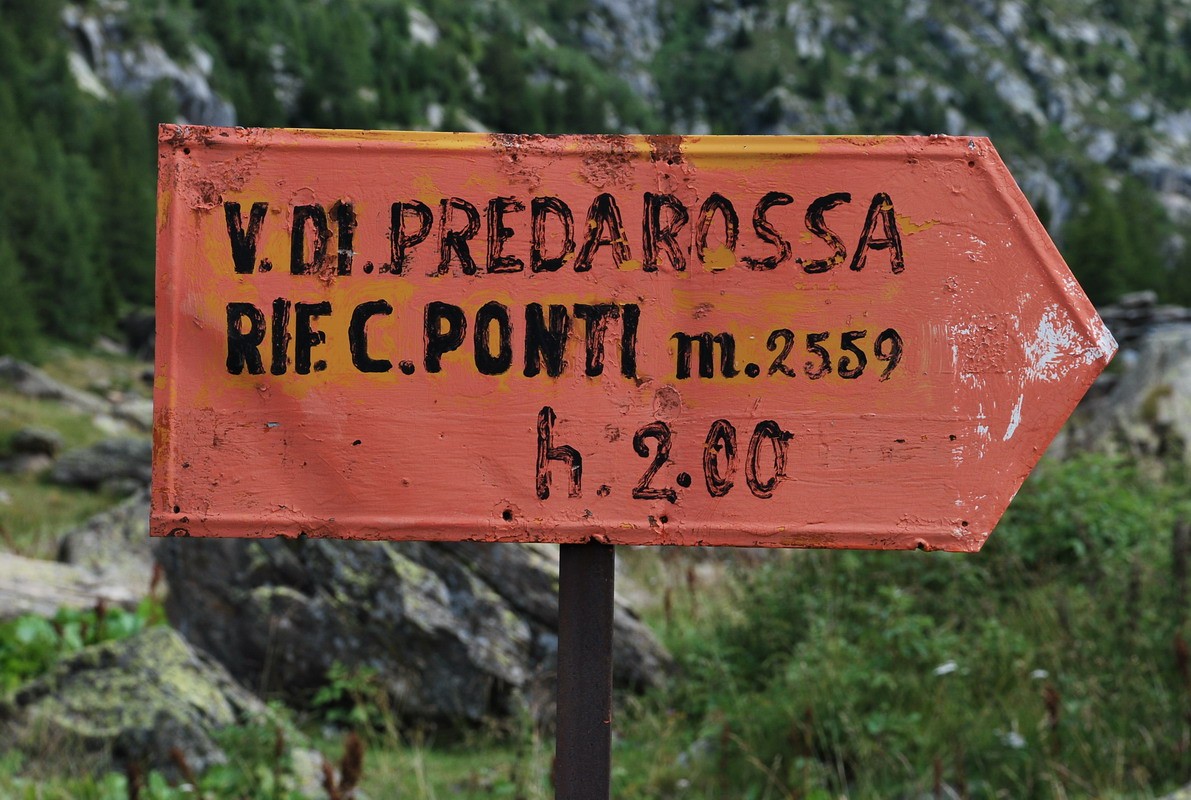 V.DI.PREDAROSSA
RIF.C.PONTI m.2559
h.2.00